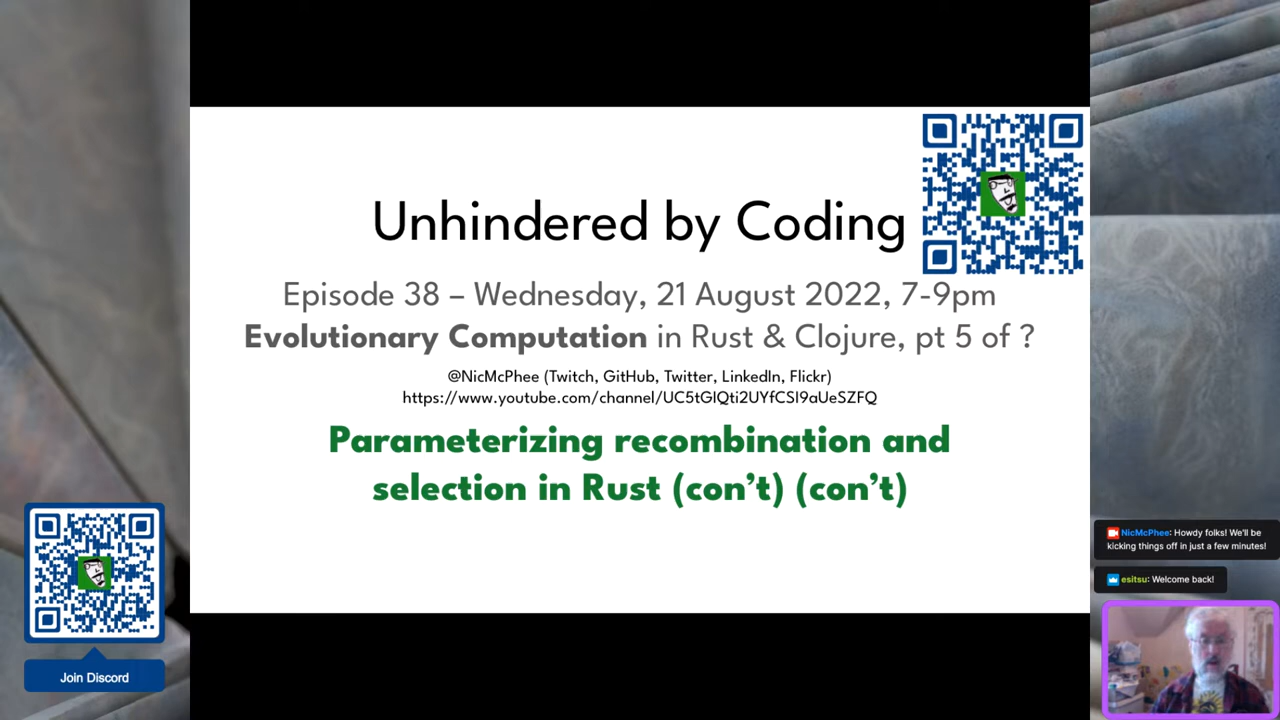 Unhindered by Coding
Episode 38 – Wednesday, 21 August 2022, 7-9pm
Evolutionary Computation in Rust & Clojure, pt 5 of ?
@NicMcPhee (Twitch, GitHub, Twitter, LinkedIn, Flickr)
https://www.youtube.com/channel/UC5tGIQti2UYfCSI9aUeSZFQ
Parameterizing recombination and
selection in Rust (con’t) (con’t)
NicMcPhee: Howdy folks! We'll be
kicking things off in just a few minutes!
esitsu: Welcome back!
Join Discord